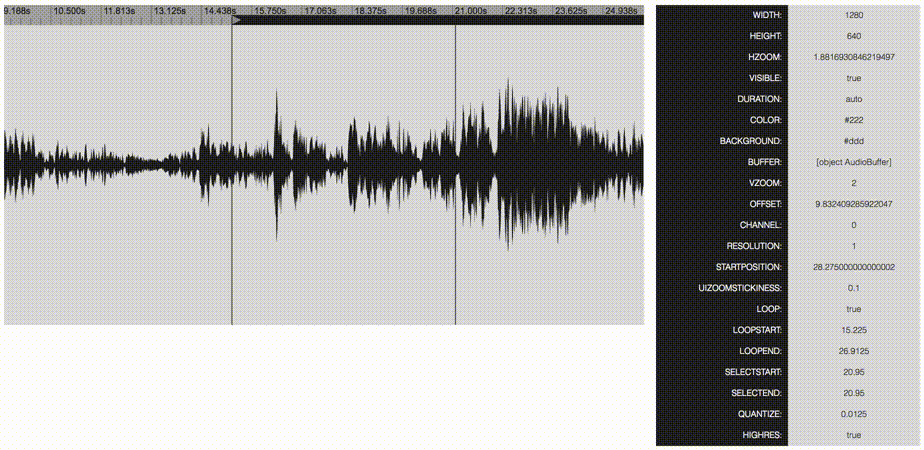 9.188s 10.500s 11.813s 13.125s 14.438s 15.750s 17.063s 18.375s 19.688s 21.000s 22.313s 23.625s 24.938s
WIDTH: 1280
HEIGHT: 640
HZOOM: 1.8816930846219497
VISIBLE: true
DURATION: auto
COLOR: #222
BACKGROUND: #ddd
BUFFER: [object AudioBuffer]
VZOOM: 2
OFFSET: 9.832409285922047
CHANNEL: 0
RESOLUTION: 1
STARTPOSITION: 28.275000000000002
UIZOOMSTICKINESS: 0.1
LOOP: true
LOOPSTART: 15.225
LOOPEND: 26.9125
SELECTSTART: 20.95
SELECTEND: 20.95
QUANTIZE: 0.0125
HIGHRES: true